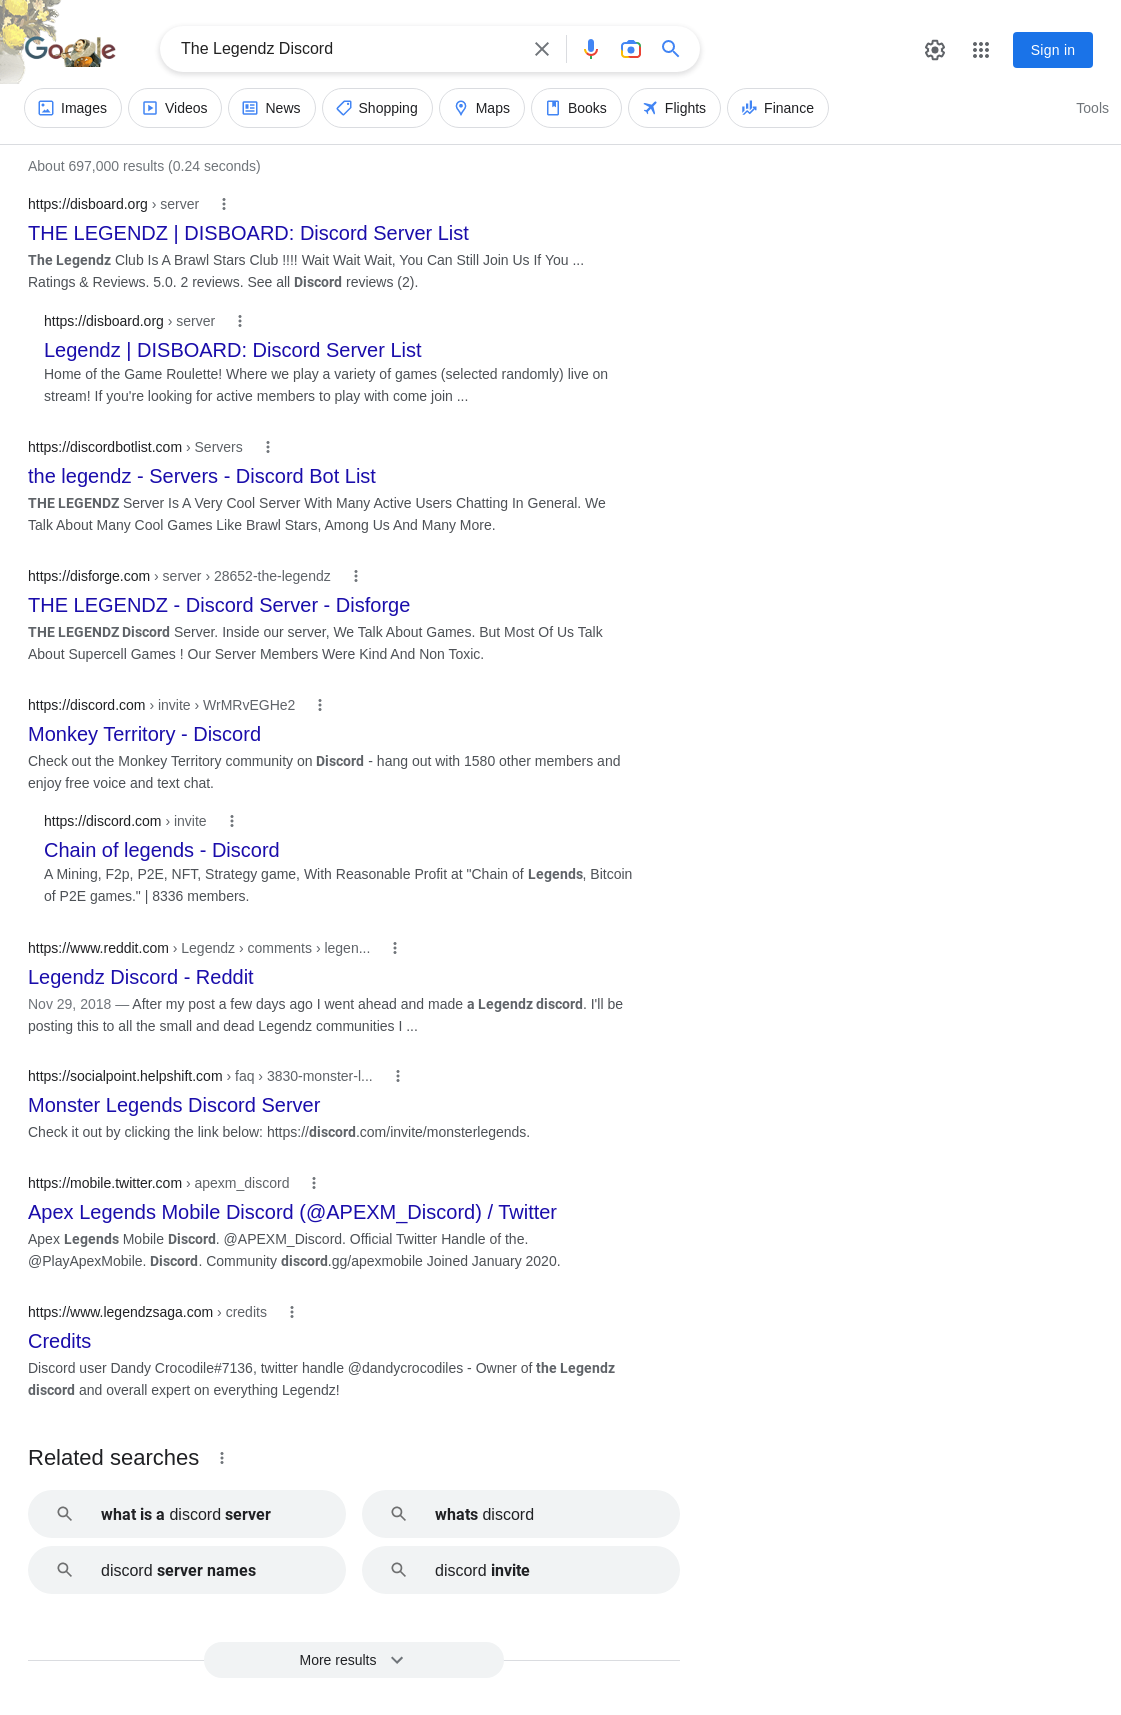 Google
The Legendz Discord
Sign in
Images
Videos
News
Shopping
Maps
Books
Flights
Finance
Tools
About 697,000 results (0.24 seconds)
https://disboard.org › server
THE LEGENDZ | DISBOARD: Discord Server List
The Legendz Club Is A Brawl Stars Club !!!! Wait Wait Wait, You Can Still Join Us If You ...
Ratings & Reviews. 5.0. 2 reviews. See all Discord reviews (2).
https://disboard.org › server
Legendz | DISBOARD: Discord Server List
Home of the Game Roulette! Where we play a variety of games (selected randomly) live on
stream! If you're looking for active members to play with come join ...
https://discordbotlist.com › Servers
the legendz - Servers - Discord Bot List
THE LEGENDZ Server Is A Very Cool Server With Many Active Users Chatting In General. We
Talk About Many Cool Games Like Brawl Stars, Among Us And Many More.
https://disforge.com › server › 28652-the-legendz
THE LEGENDZ - Discord Server - Disforge
THE LEGENDZ Discord Server. Inside our server, We Talk About Games. But Most Of Us Talk
About Supercell Games ! Our Server Members Were Kind And Non Toxic.
https://discord.com › invite › WrMRvEGHe2
Monkey Territory - Discord
Check out the Monkey Territory community on Discord - hang out with 1580 other members and
enjoy free voice and text chat.
https://discord.com › invite
Chain of legends - Discord
A Mining, F2p, P2E, NFT, Strategy game, With Reasonable Profit at "Chain of Legends, Bitcoin
of P2E games." | 8336 members.
https://www.reddit.com › Legendz › comments › legen...
Legendz Discord - Reddit
Nov 29, 2018 — After my post a few days ago I went ahead and made a Legendz discord. I'll be
posting this to all the small and dead Legendz communities I ...
https://socialpoint.helpshift.com › faq › 3830-monster-l...
Monster Legends Discord Server
Check it out by clicking the link below: https://discord.com/invite/monsterlegends.
https://mobile.twitter.com › apexm_discord
Apex Legends Mobile Discord (@APEXM_Discord) / Twitter
Apex Legends Mobile Discord. @APEXM_Discord. Official Twitter Handle of the.
@PlayApexMobile. Discord. Community discord.gg/apexmobile Joined January 2020.
https://www.legendzsaga.com › credits
Credits
Discord user Dandy Crocodile#7136, twitter handle @dandycrocodiles - Owner of the Legendz
discord and overall expert on everything Legendz!
Related searches
what is a discord server
whats discord
discord server names
discord invite
More results